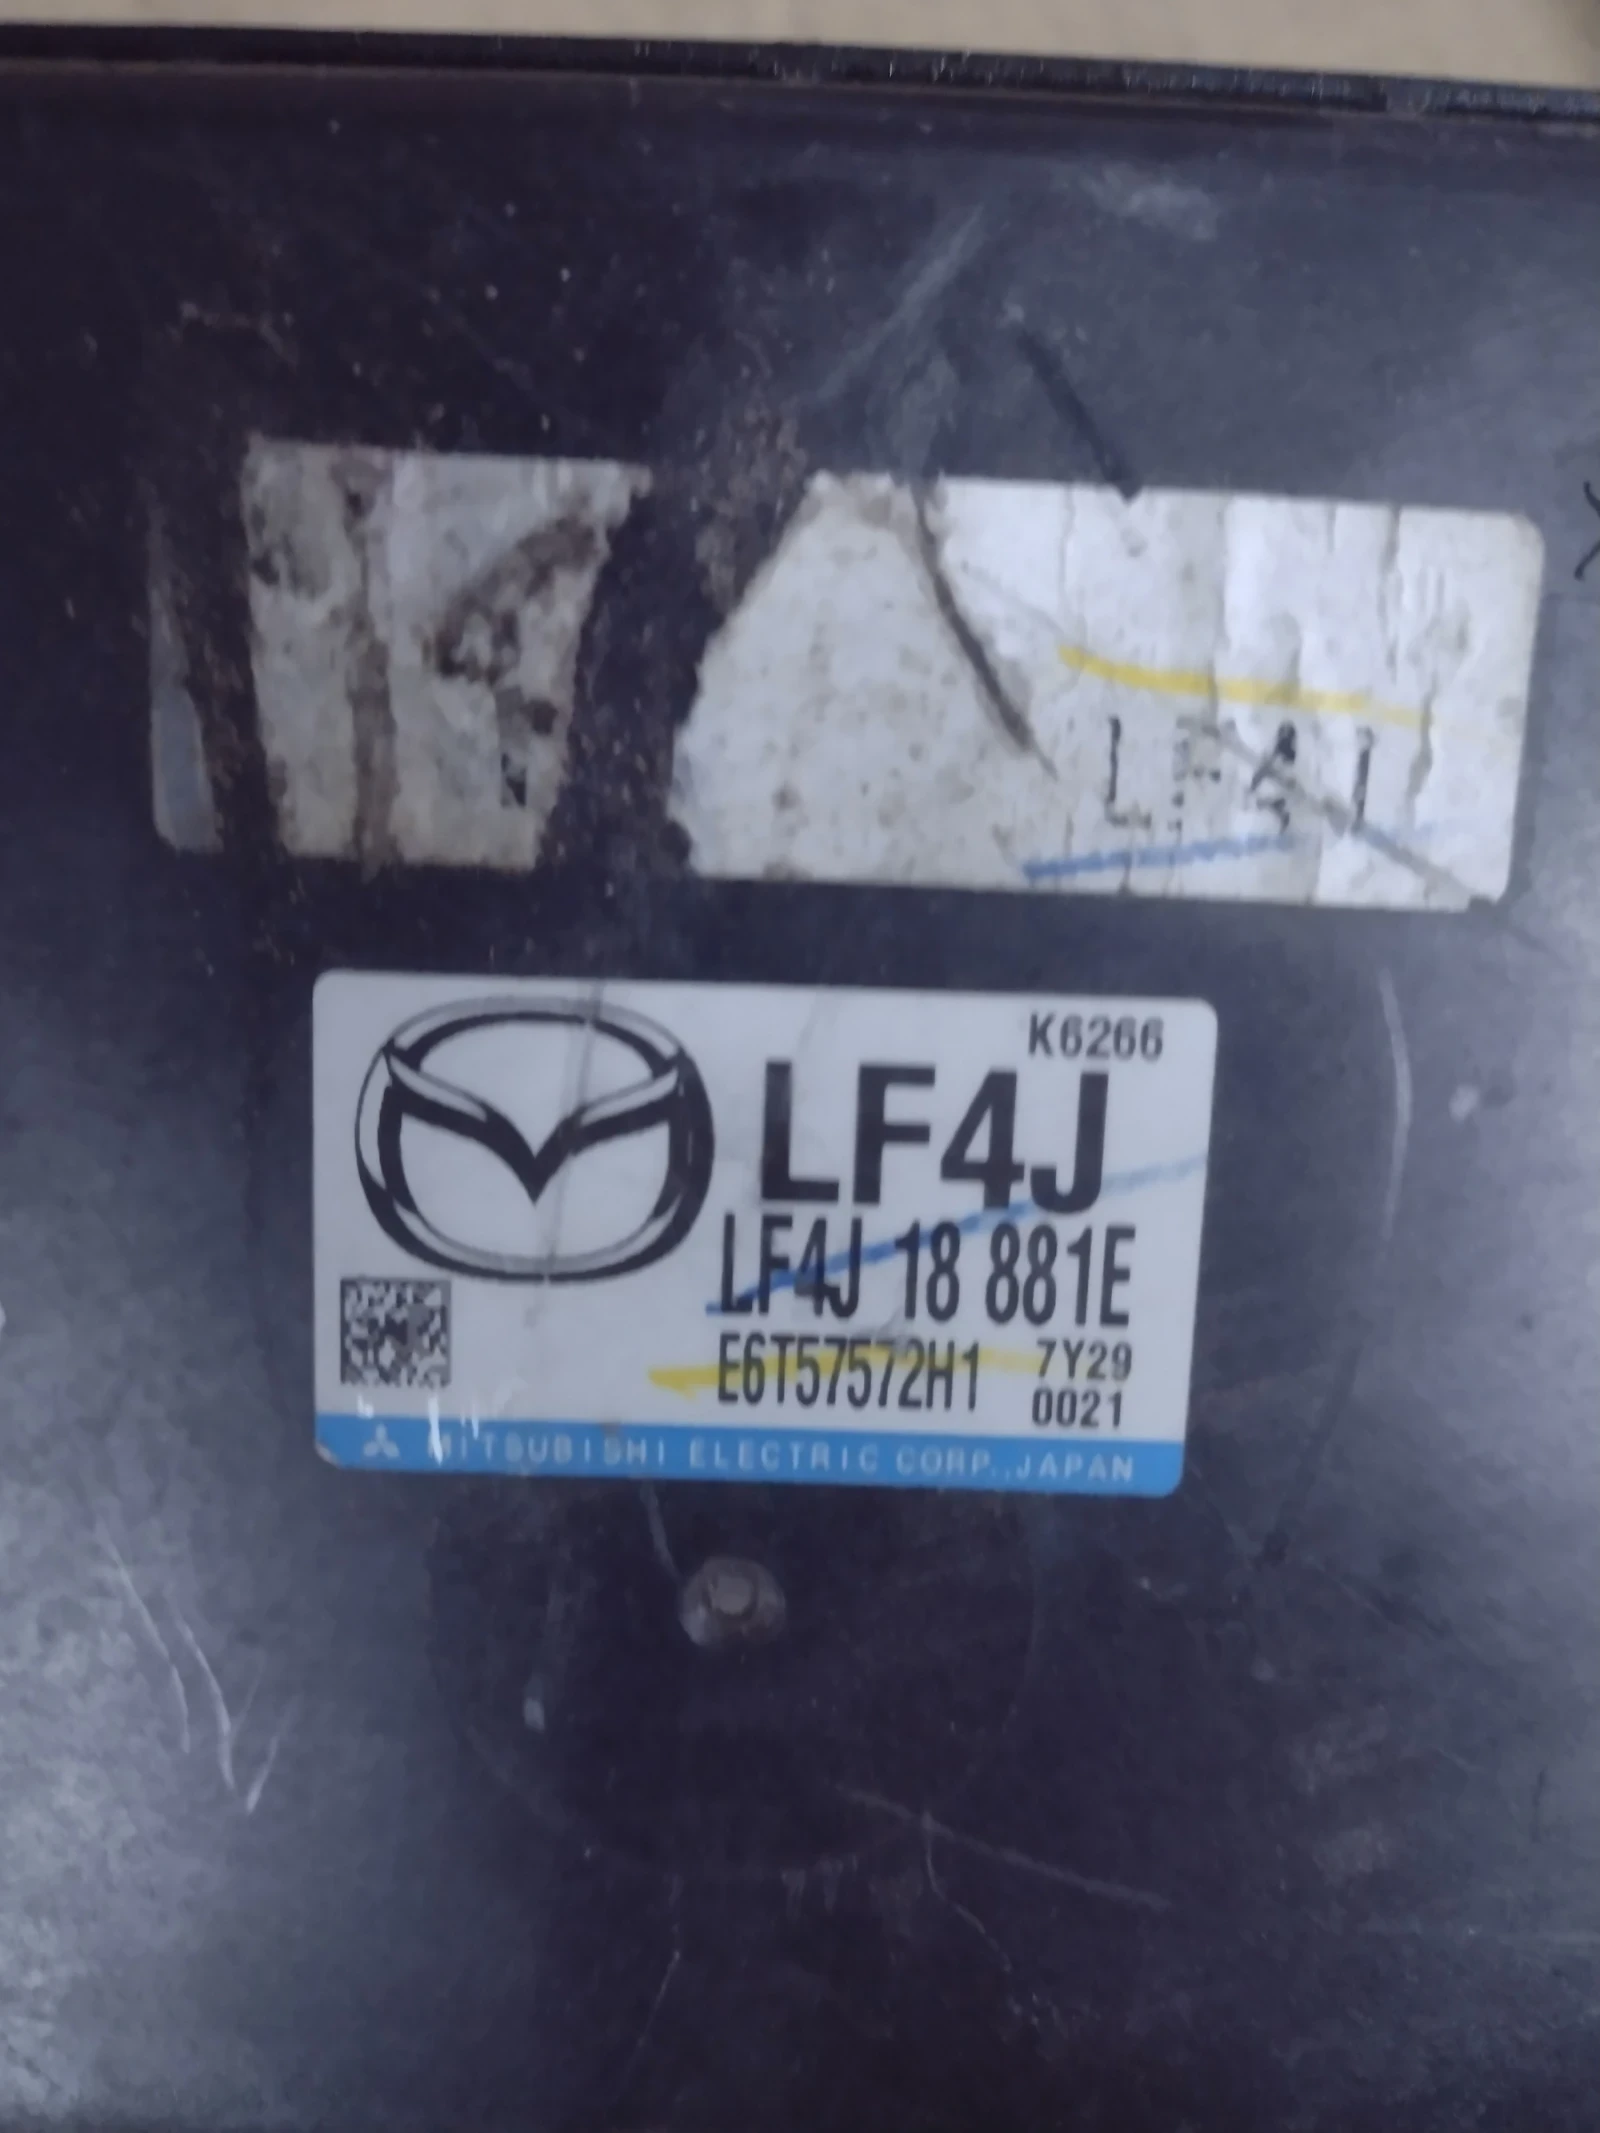 LF4J
K6266
LF4J
LF4J 18 881E
E6T57572H1 7Y29
0021
MITSUBISHI ELECTRIC CORP., JAPAN